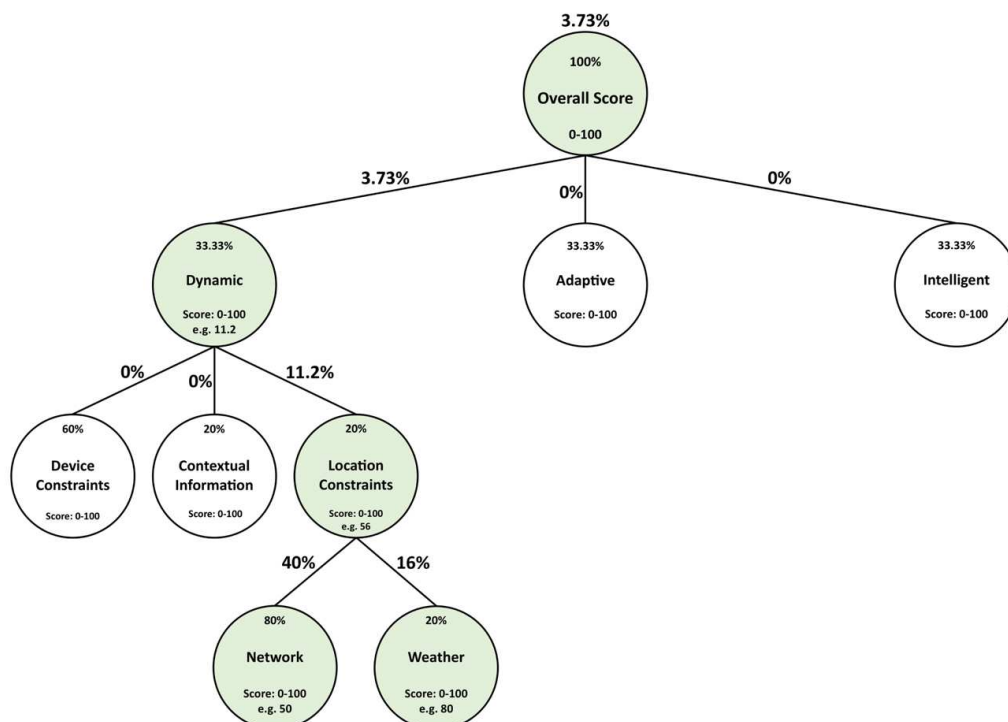 3.73%
100%
Overall Score
0-100
3.73%
0%
0%
33.33%
Dynamic
Score: 0-100
e.g. 11.2
33.33%
Adaptive
Score: 0-100
33.33%
Intelligent
Score: 0-100
0%
0%
11.2%
60%
Device
Constraints
Score: 0-100
20%
Contextual
Information
Score: 0-100
20%
Location
Constraints
Score: 0-100
e.g. 56
40%
16%
80%
Network
Score: 0-100
e.g. 50
20%
Weather
Score: 0-100
e.g. 80